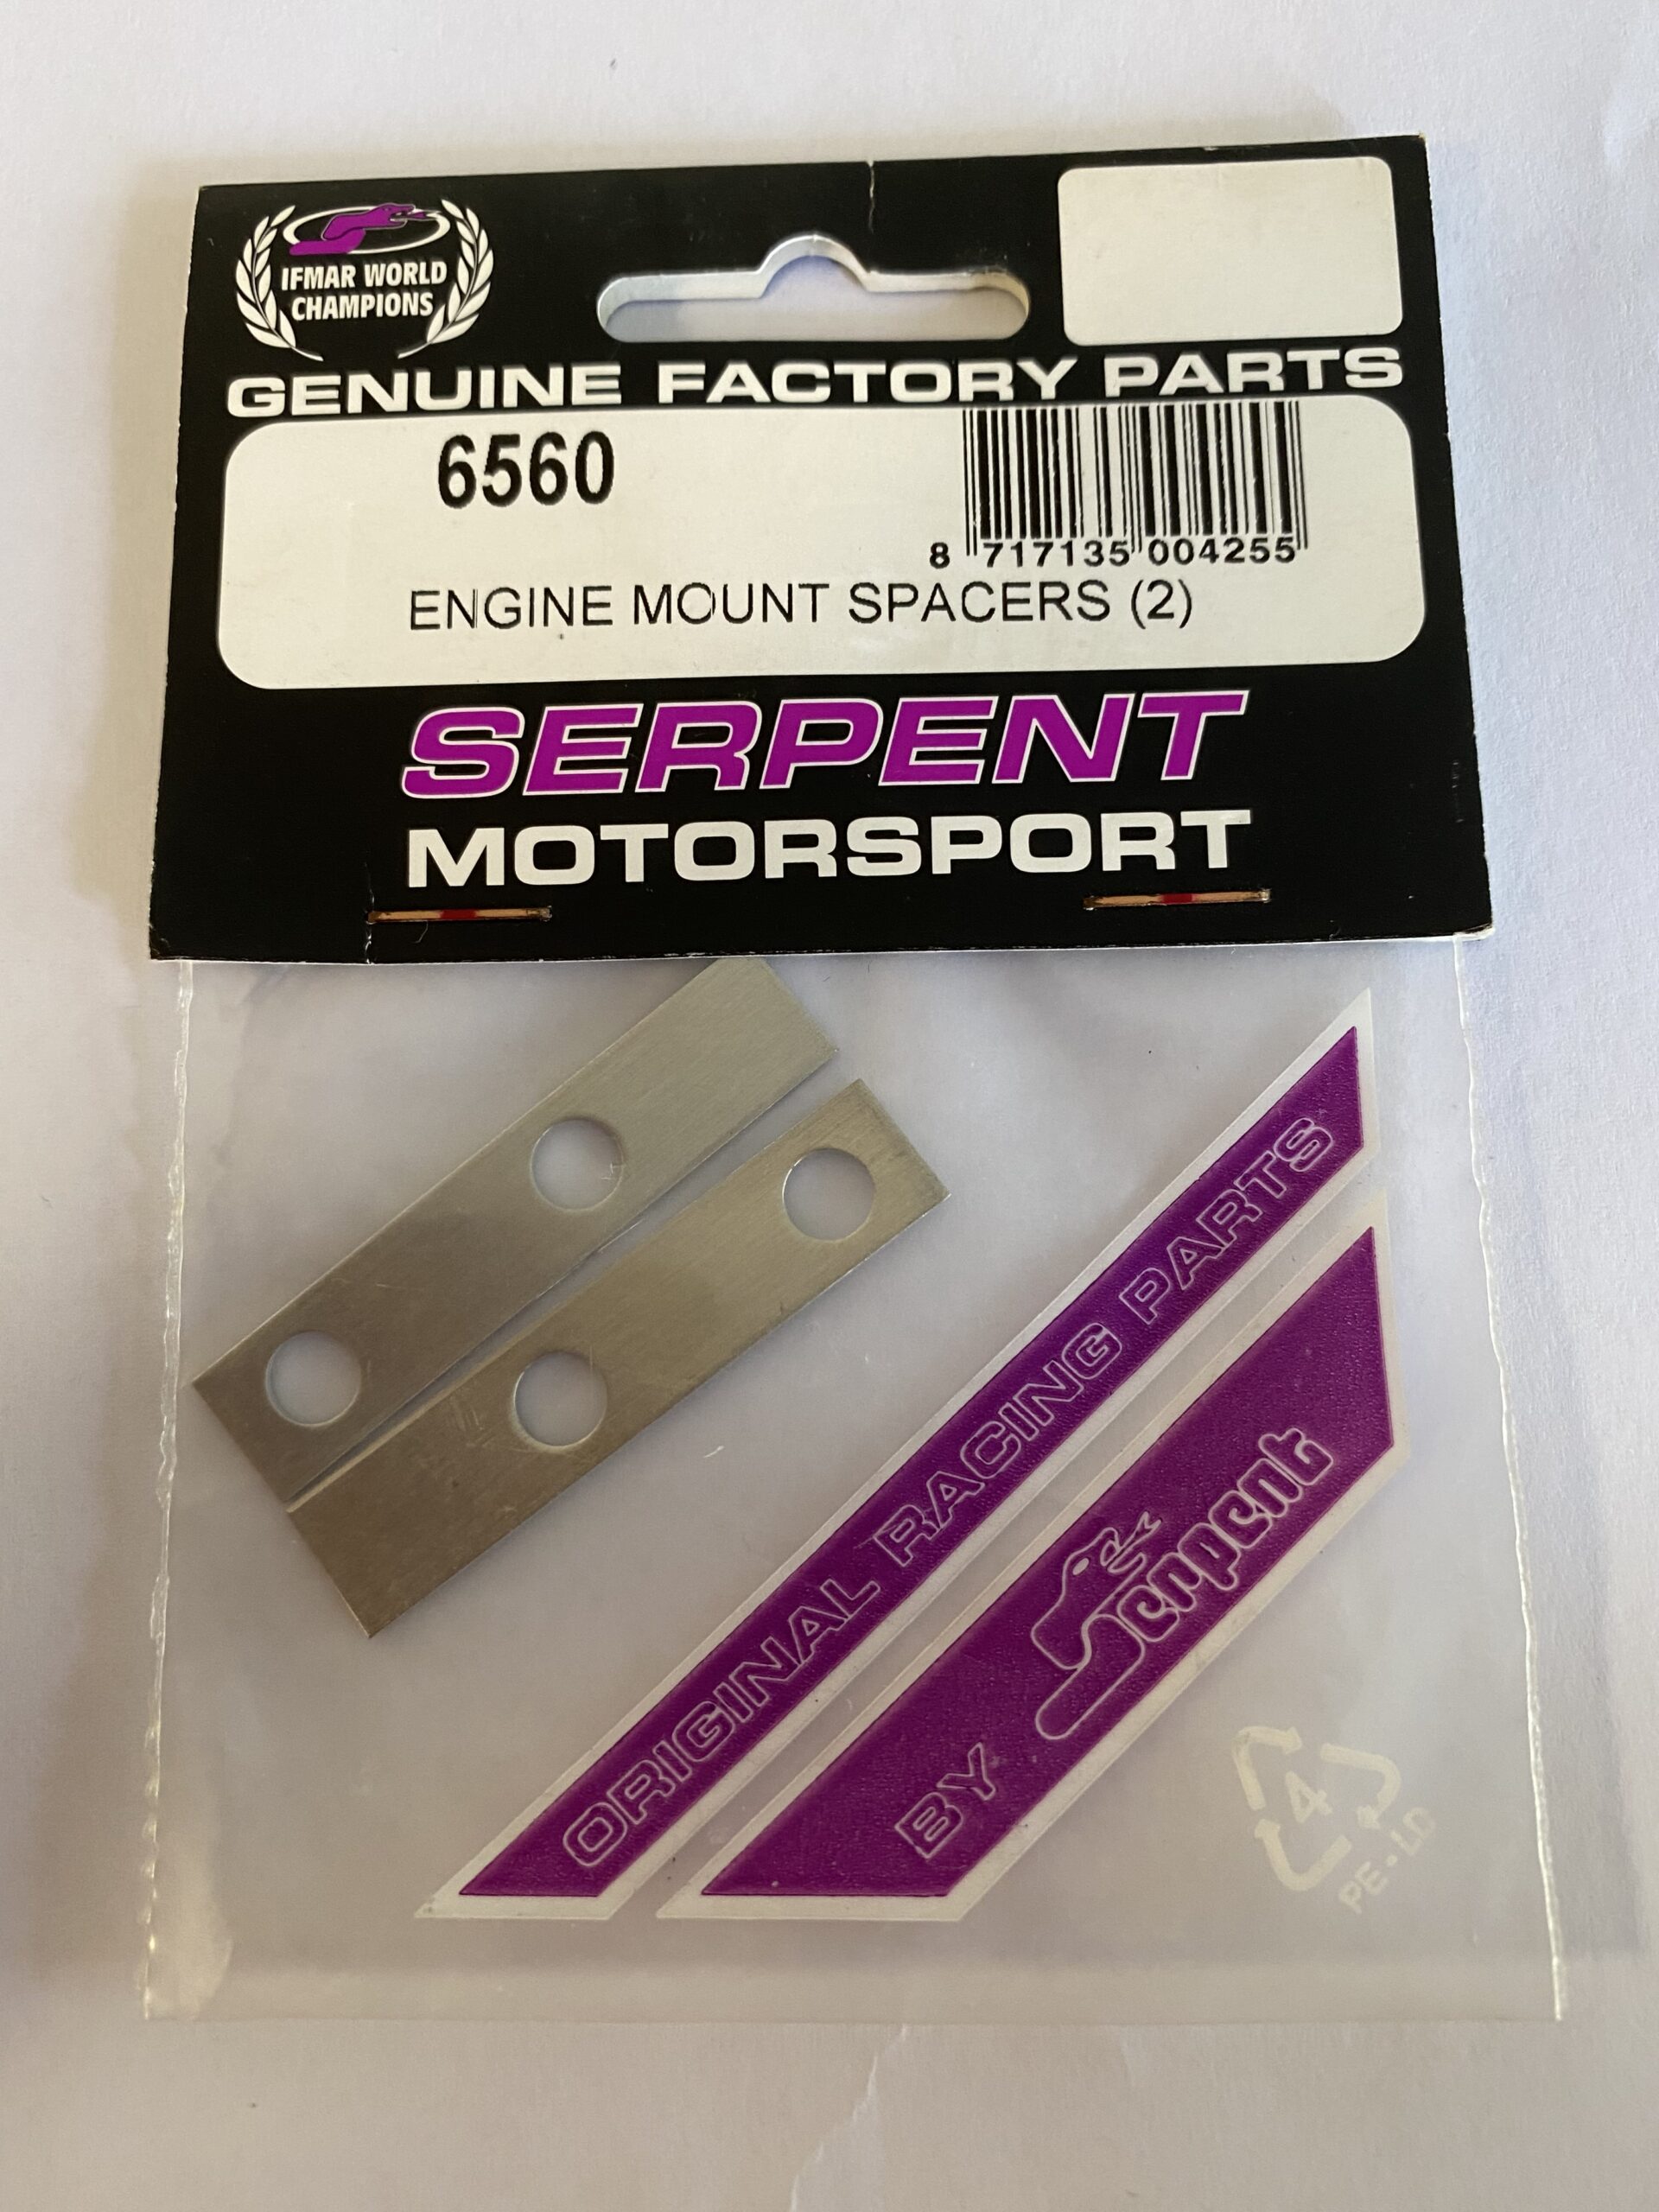 IFMAR WORLD
CHAMPIONS
GENUINE FACTORY PARTS
6560
8 717135 004255
ENGINE MOUNT SPACERS (2)
SERPENT
MOTORSPORT
ORIGINAL RACING PARTS
BY Serpent
4
PE-LD